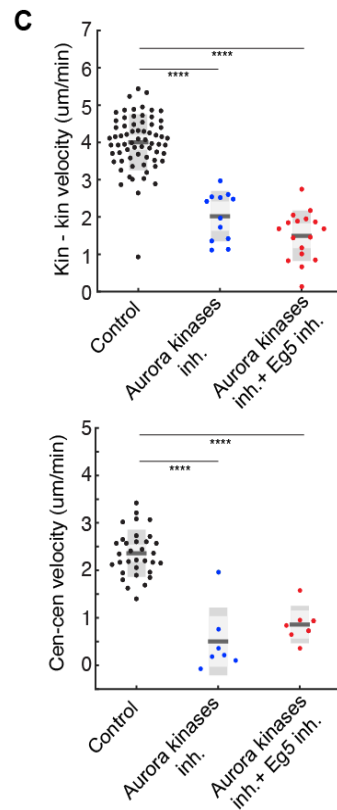 C
Kin - kin velocity (um/min)
6
5
4
3
2
1
0
****
****
Control
Aurora kinases
inh.
Aurora kinases
inh.+ Eg5 inh.
Cen-cen velocity (um/min)
5
4
3
2
1
0
****
****
Control
Aurora kinases
inh.
Aurora kinases
inh.+ Eg5 inh.